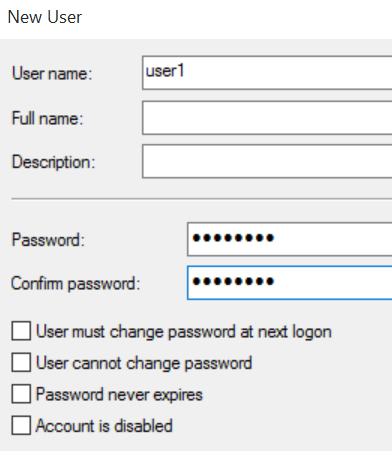 New User
User name: user1
Full name:
Description:
Password: ●●●●●●●●
Confirm password: ●●●●●●●●
User must change password at next logon
User cannot change password
Password never expires
Account is disabled